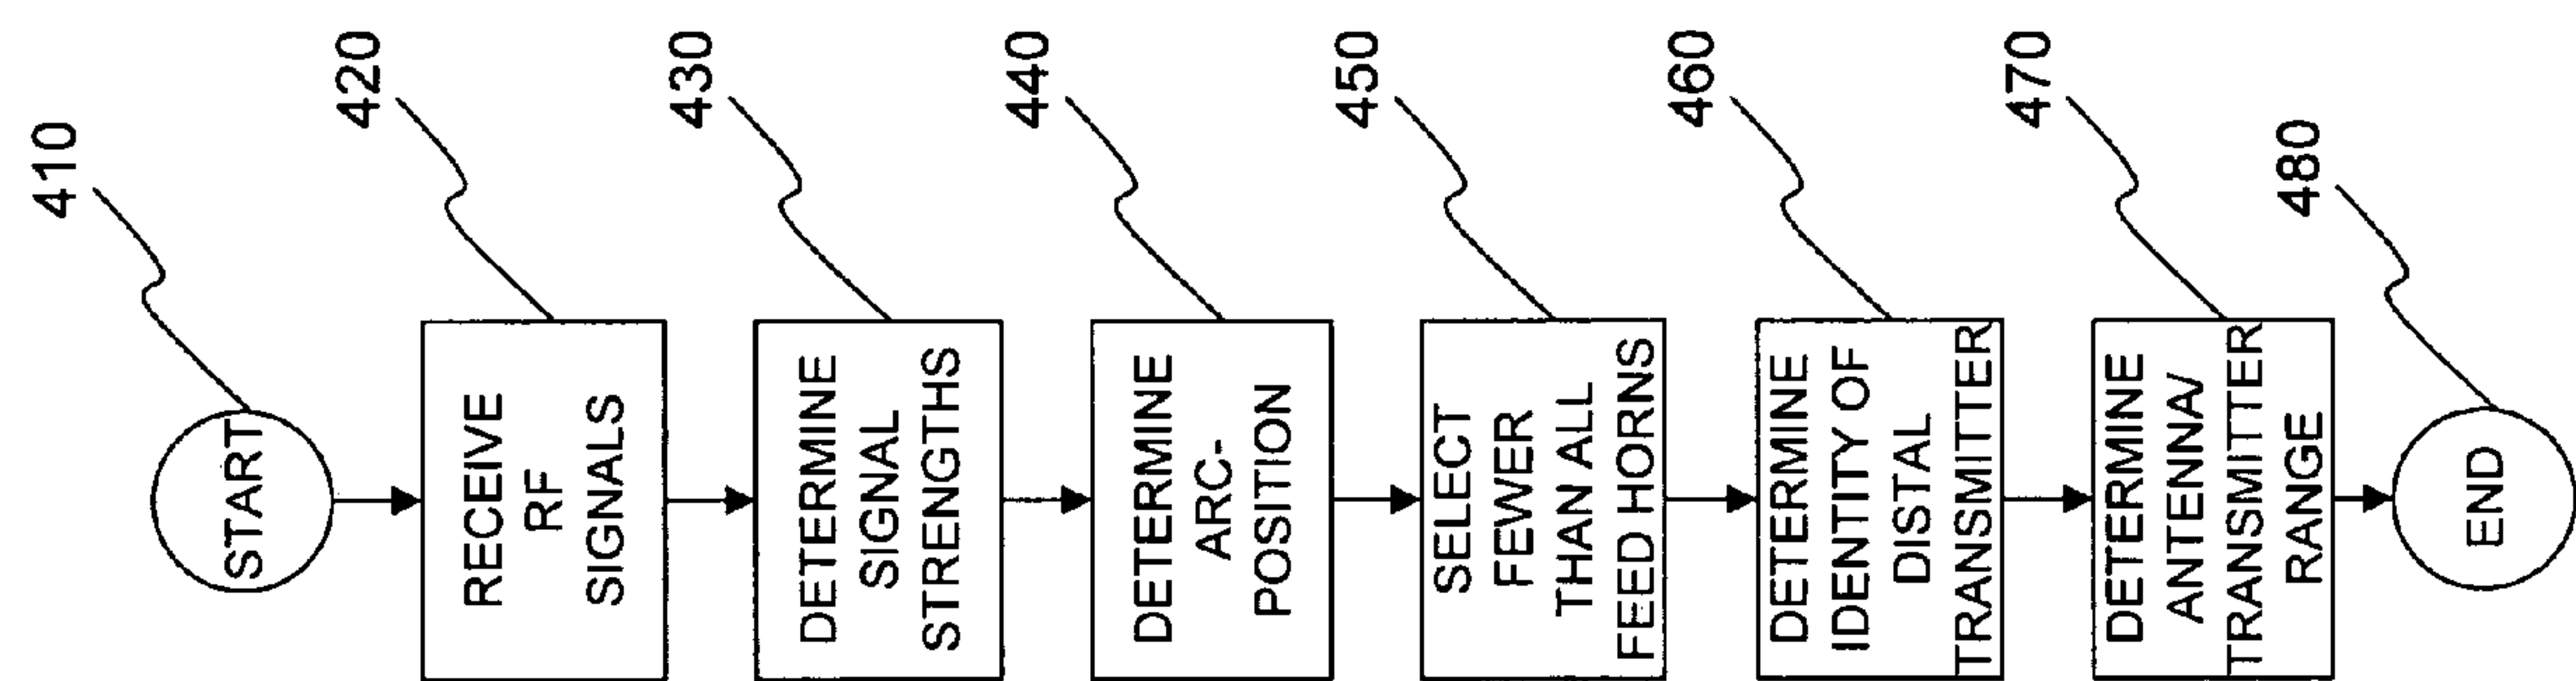 410
START
420
RECEIVE
RF
SIGNALS
430
DETERMINE
SIGNAL
STRENGTHS
440
DETERMINE
ARC-
POSITION
450
SELECT
FEWER
THAN ALL
FEED HORNS
460
DETERMINE
IDENTITY OF
DISTAL
TRANSMITTER
470
DETERMINE
ANTENNA/
TRANSMITTER
RANGE
480
END